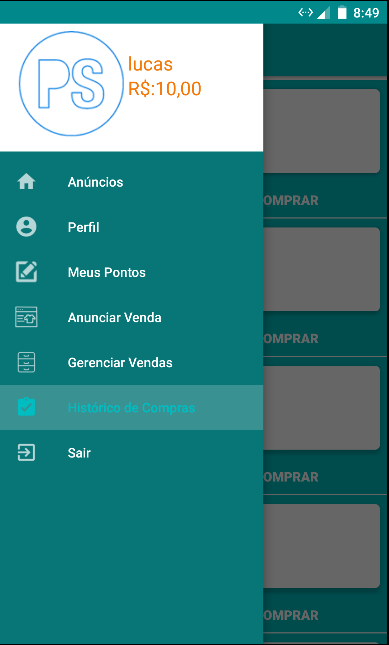 8:49
PS
lucas
R$:10,00
Anúncios
Perfil
Meus Pontos
Anunciar Venda
Gerenciar Vendas
Histórico de Compras
Sair
OMPRAR
OMPRAR
OMPRAR
OMPRAR